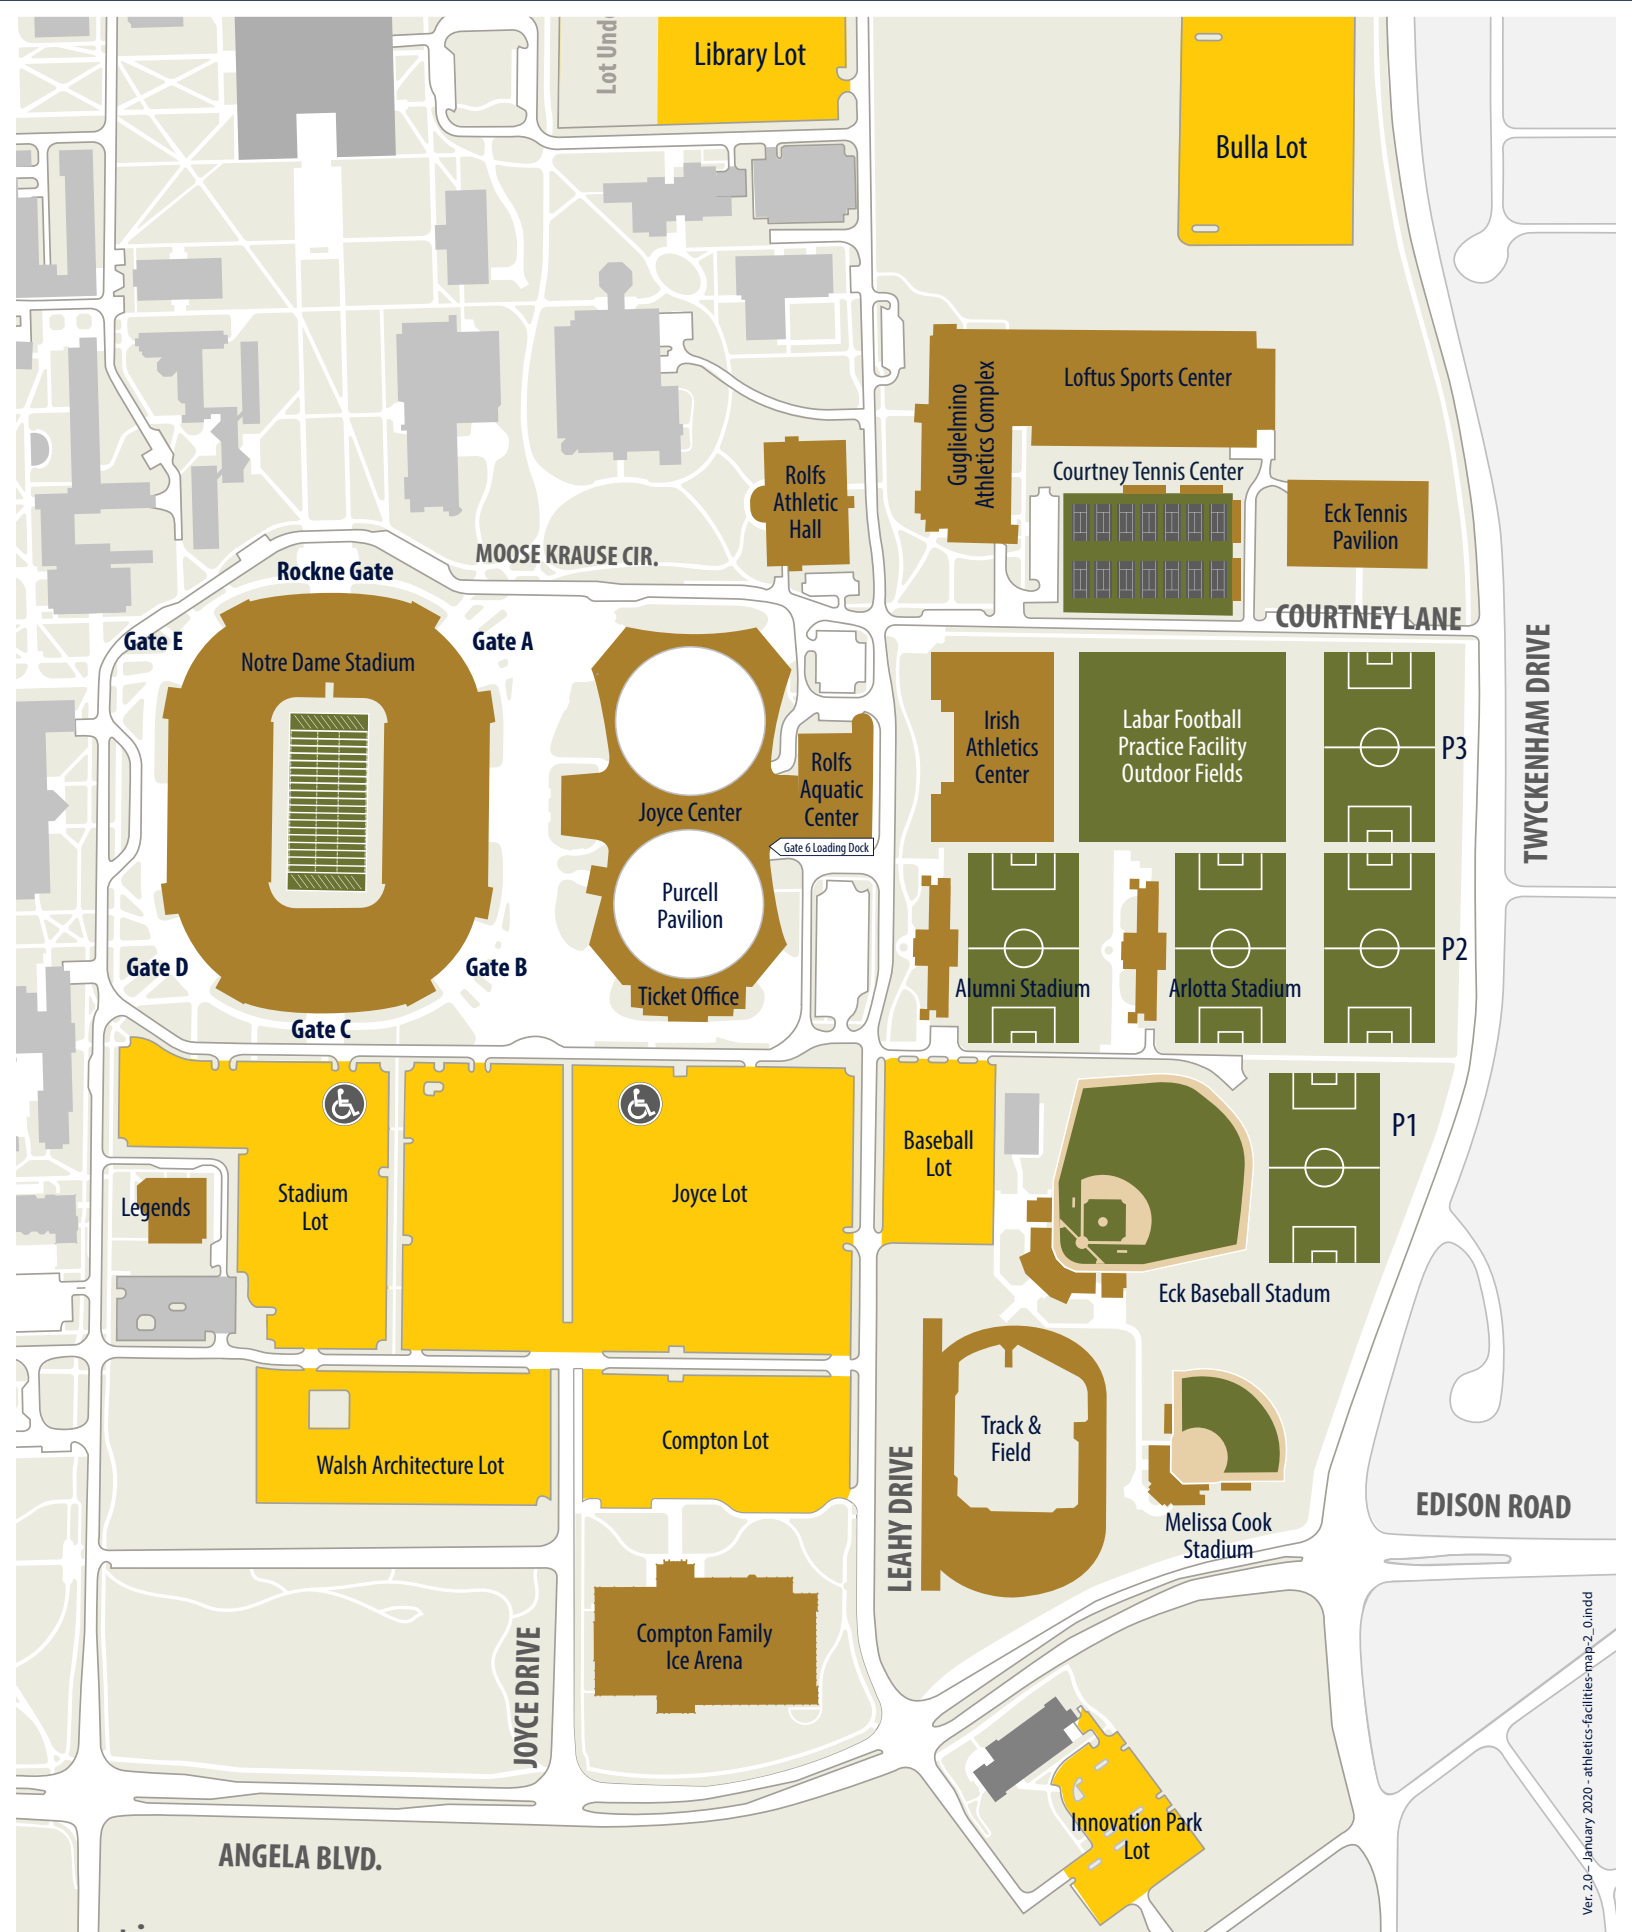 Lot Und
Library Lot
Bulla Lot
Guglielmino
Athletics Complex
Loftus Sports Center
Courtney Tennis Center
Rolfs
Athletic
Hall
Eck Tennis
Pavilion
MOOSE KRAUSE CIR.
Rockne Gate
COURTNEY LANE
Gate E
Gate A
Notre Dame Stadium
TWYCKENHAM DRIVE
Irish
Athletics
Center
Labar Football
Practice Facility
Outdoor Fields
P3
Rolfs
Aquatic
Center
Joyce Center
Gate 6 Loading Dock
Purcell
Pavilion
P2
Gate D
Gate B
Ticket Office
Alumni Stadium
Arlotta Stadium
Gate C
P1
Baseball
Lot
Legends
Stadium
Lot
Joyce Lot
Eck Baseball Stadum
Track &
Field
Compton Lot
Walsh Architecture Lot
LEAHY DRIVE
EDISON ROAD
Melissa Cook
Stadium
Compton Family
Ice Arena
JOYCE DRIVE
Innovation Park
Lot
ANGELA BLVD.
Ver. 2.0 – January 2020 - athletics-facilities-map-2_0.indd